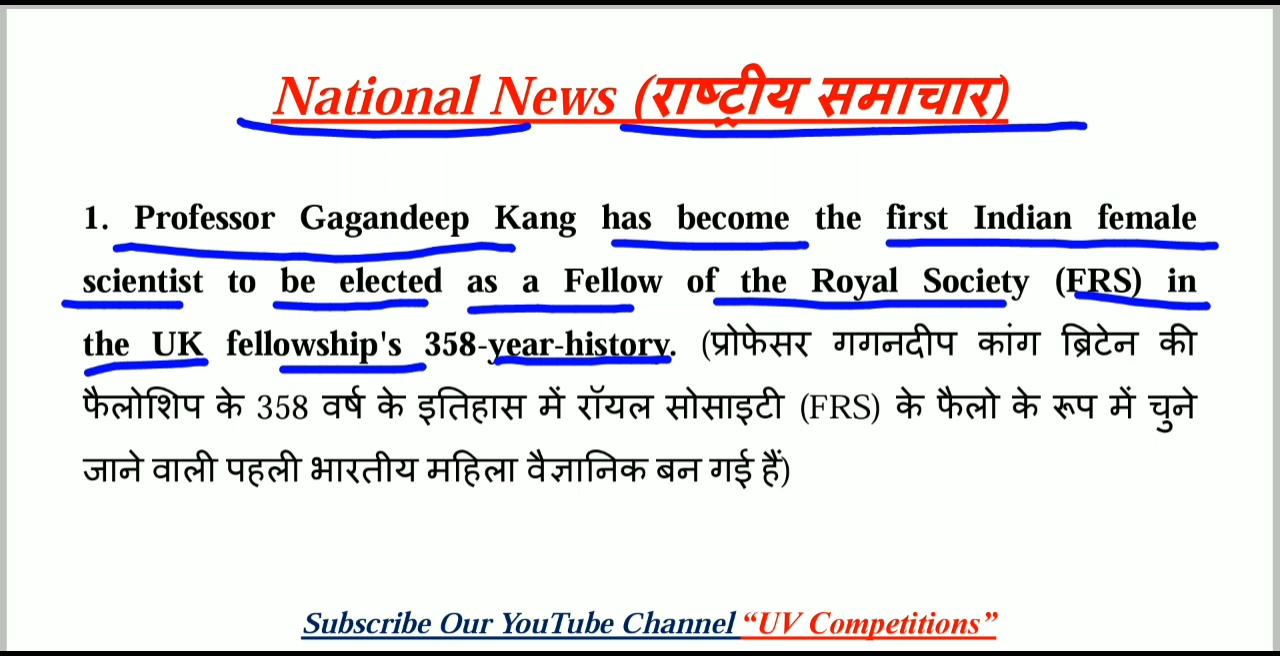 National News (राष्ट्रीय समाचार)
1. Professor Gagandeep Kang has become the first Indian female
scientist to be elected as a Fellow of the Royal Society (FRS) in
the UK fellowship's 358-year-history. (प्रोफेसर गगनदीप कांग ब्रिटेन की
फैलोशिप के 358 वर्ष के इतिहास में रॉयल सोसाइटी (FRS) के फैलो के रूप में चुने
जाने वाली पहली भारतीय महिला वैज्ञानिक बन गई हैं)
Subscribe Our YouTube Channel “UV Competitions”